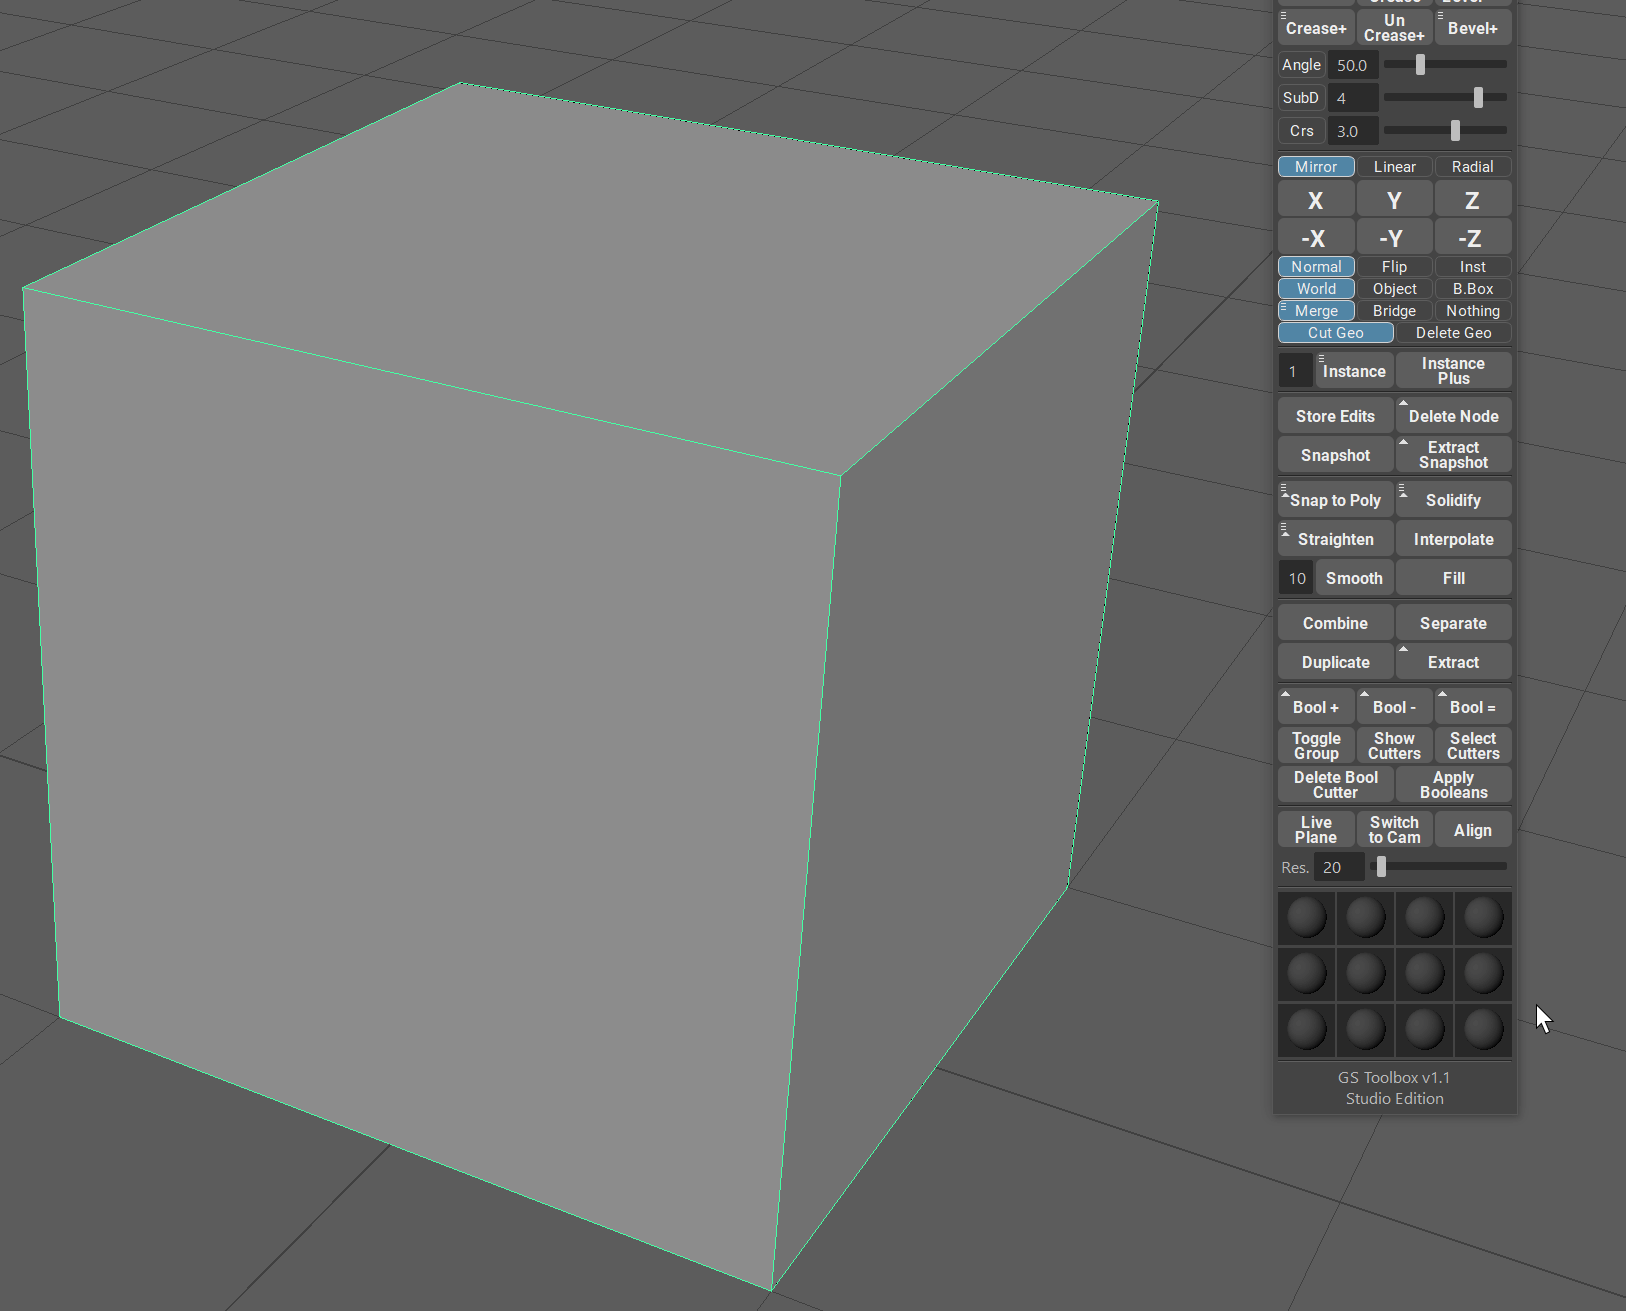 Crease Bevel
Crease+ Un Crease+ Bevel+
Angle 50.0
SubD 4
Crs 3.0
Mirror Linear Radial
X Y Z
-X -Y -Z
Normal Flip Inst
World Object B.Box
Merge Bridge Nothing
Cut Geo Delete Geo
1 Instance Instance Plus
Store Edits Delete Node
Snapshot Extract Snapshot
Snap to Poly Solidify
Straighten Interpolate
10 Smooth Fill
Combine Separate
Duplicate Extract
Bool + Bool - Bool =
Toggle Group Show Cutters Select Cutters
Delete Bool Cutter Apply Booleans
Live Plane Switch to Cam Align
Res. 20
GS Toolbox v1.1
Studio Edition